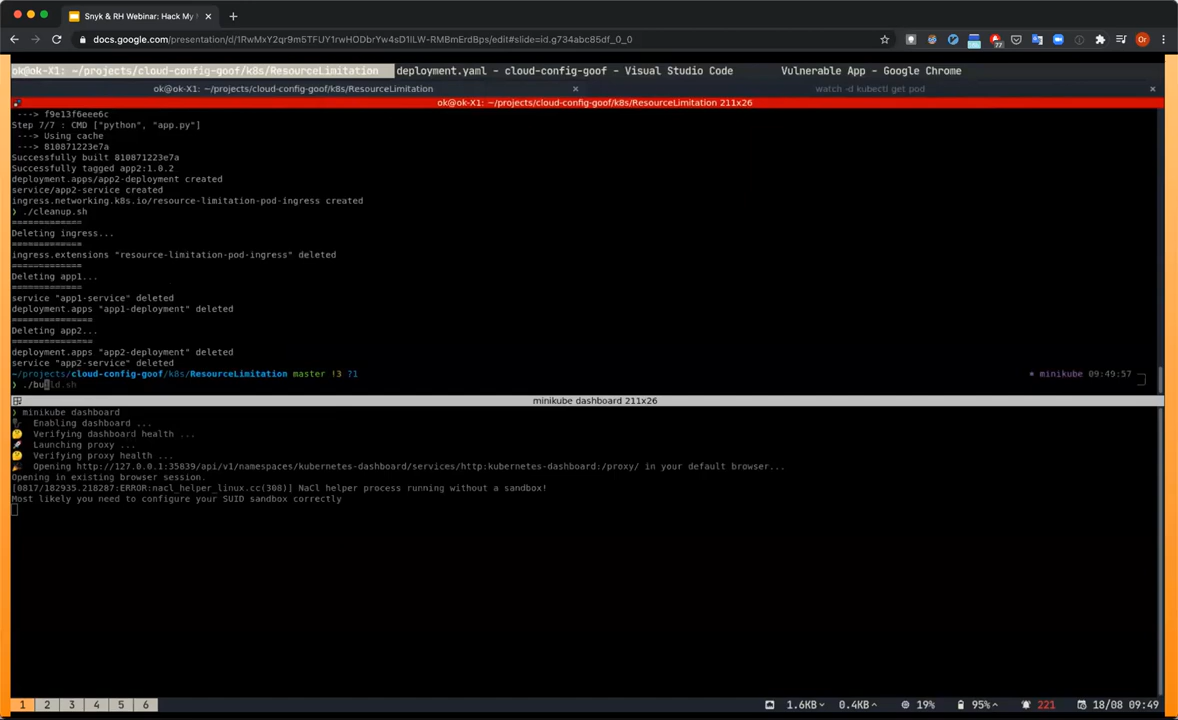 Snyk & RH Webinar: Hack My
docs.google.com/presentation/d/1RwMxY2qr9m5TFUY1rwHODbrYw4sD1ILW-RMBmErdBps/edit#slide=id.g734abc85df_0_0
77
Or
ok@ok-X1: ~/projects/cloud-config-goof/k8s/ResourceLimitation
deployment.yaml - cloud-config-goof - Visual Studio Code
Vulnerable App - Google Chrome
ok@ok-X1: ~/projects/cloud-config-goof/k8s/ResourceLimitation
watch -d kubectl get pod
ok@ok-X1: ~/projects/cloud-config-goof/k8s/ResourceLimitation 211x26
---> f9e13f6eee6c
Step 7/7 : CMD ["python", "app.py"]
---> Using cache
---> 810871223e7a
Successfully built 810871223e7a
Successfully tagged app2:1.0.2
deployment.apps/app2-deployment created
service/app2-service created
ingress.networking.k8s.io/resource-limitation-pod-ingress created
❯ ./cleanup.sh
=============
Deleting ingress...
=============
ingress.extensions "resource-limitation-pod-ingress" deleted
=============
Deleting app1...
=============
service "app1-service" deleted
deployment.apps "app1-deployment" deleted
===============
Deleting app2...
===============
deployment.apps "app2-deployment" deleted
service "app2-service" deleted
~/projects/cloud-config-goof/k8s/ResourceLimitation master !3 ?1
minikube 09:49:57
❯ ./build.sh
minikube dashboard 211x26
❯ minikube dashboard
Enabling dashboard ...
Verifying dashboard health ...
Launching proxy ...
Verifying proxy health ...
Opening http://127.0.0.1:35839/api/v1/namespaces/kubernetes-dashboard/services/http:kubernetes-dashboard:/proxy/ in your default browser...
Opening in existing browser session.
[0817/182935.218287:ERROR:nacl_helper_linux.cc(308)] NaCl helper process running without a sandbox!
Most likely you need to configure your SUID sandbox correctly
1 2 3 4 5 6
1.6KB 0.4KB 19% 95% 221 18/08 09:49